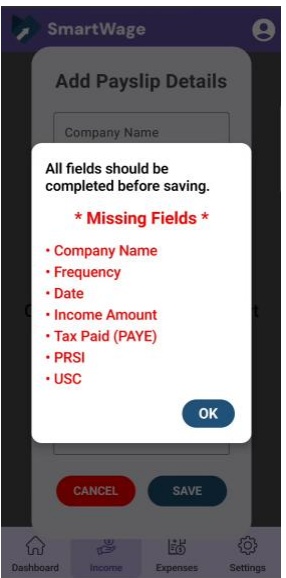 SmartWage
Add Payslip Details
Company Name
All fields should be
completed before saving.
* Missing Fields *
• Company Name
• Frequency
• Date
• Income Amount
• Tax Paid (PAYE)
• PRSI
• USC
OK
CANCEL SAVE
Dashboard Income Expenses Settings